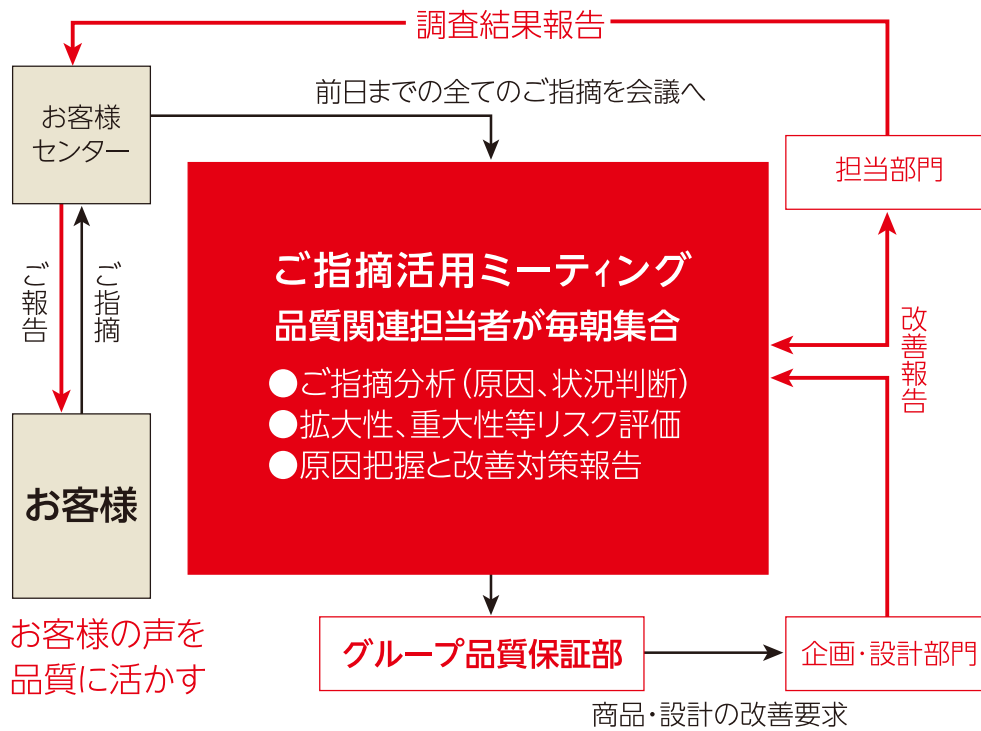 調査結果報告
お客様
センター
前日までの全てのご指摘を会議へ
担当部門
ご報告
ご指摘
ご指摘活用ミーティング
品質関連担当者が毎朝集合
●ご指摘分析（原因、状況判断）
●拡大性、重大性等リスク評価
●原因把握と改善対策報告
改善報告
お客様
お客様の声を
品質に活かす
グループ品質保証部
企画・設計部門
商品・設計の改善要求